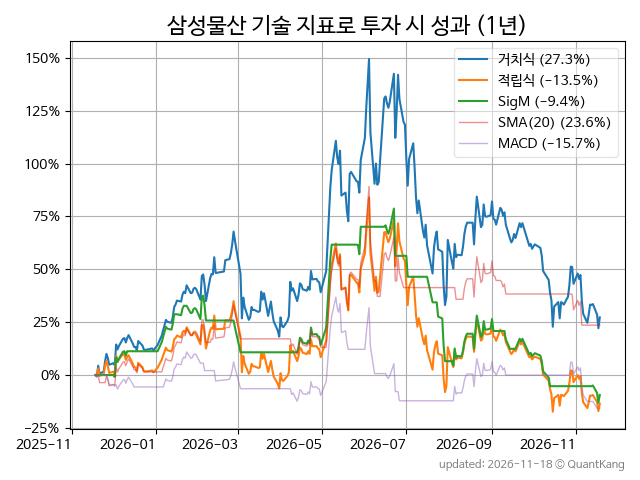 삼성물산 기술 지표로 투자 시 성과 (1년)
150%
125%
100%
75%
50%
25%
0%
−25%
거치식 (27.3%)
적립식 (−13.5%)
SigM (−9.4%)
SMA(20) (23.6%)
MACD (−15.7%)
2025-11
2026-01
2026-03
2026-05
2026-07
2026-09
2026-11
updated: 2026-11-18 © QuantKang